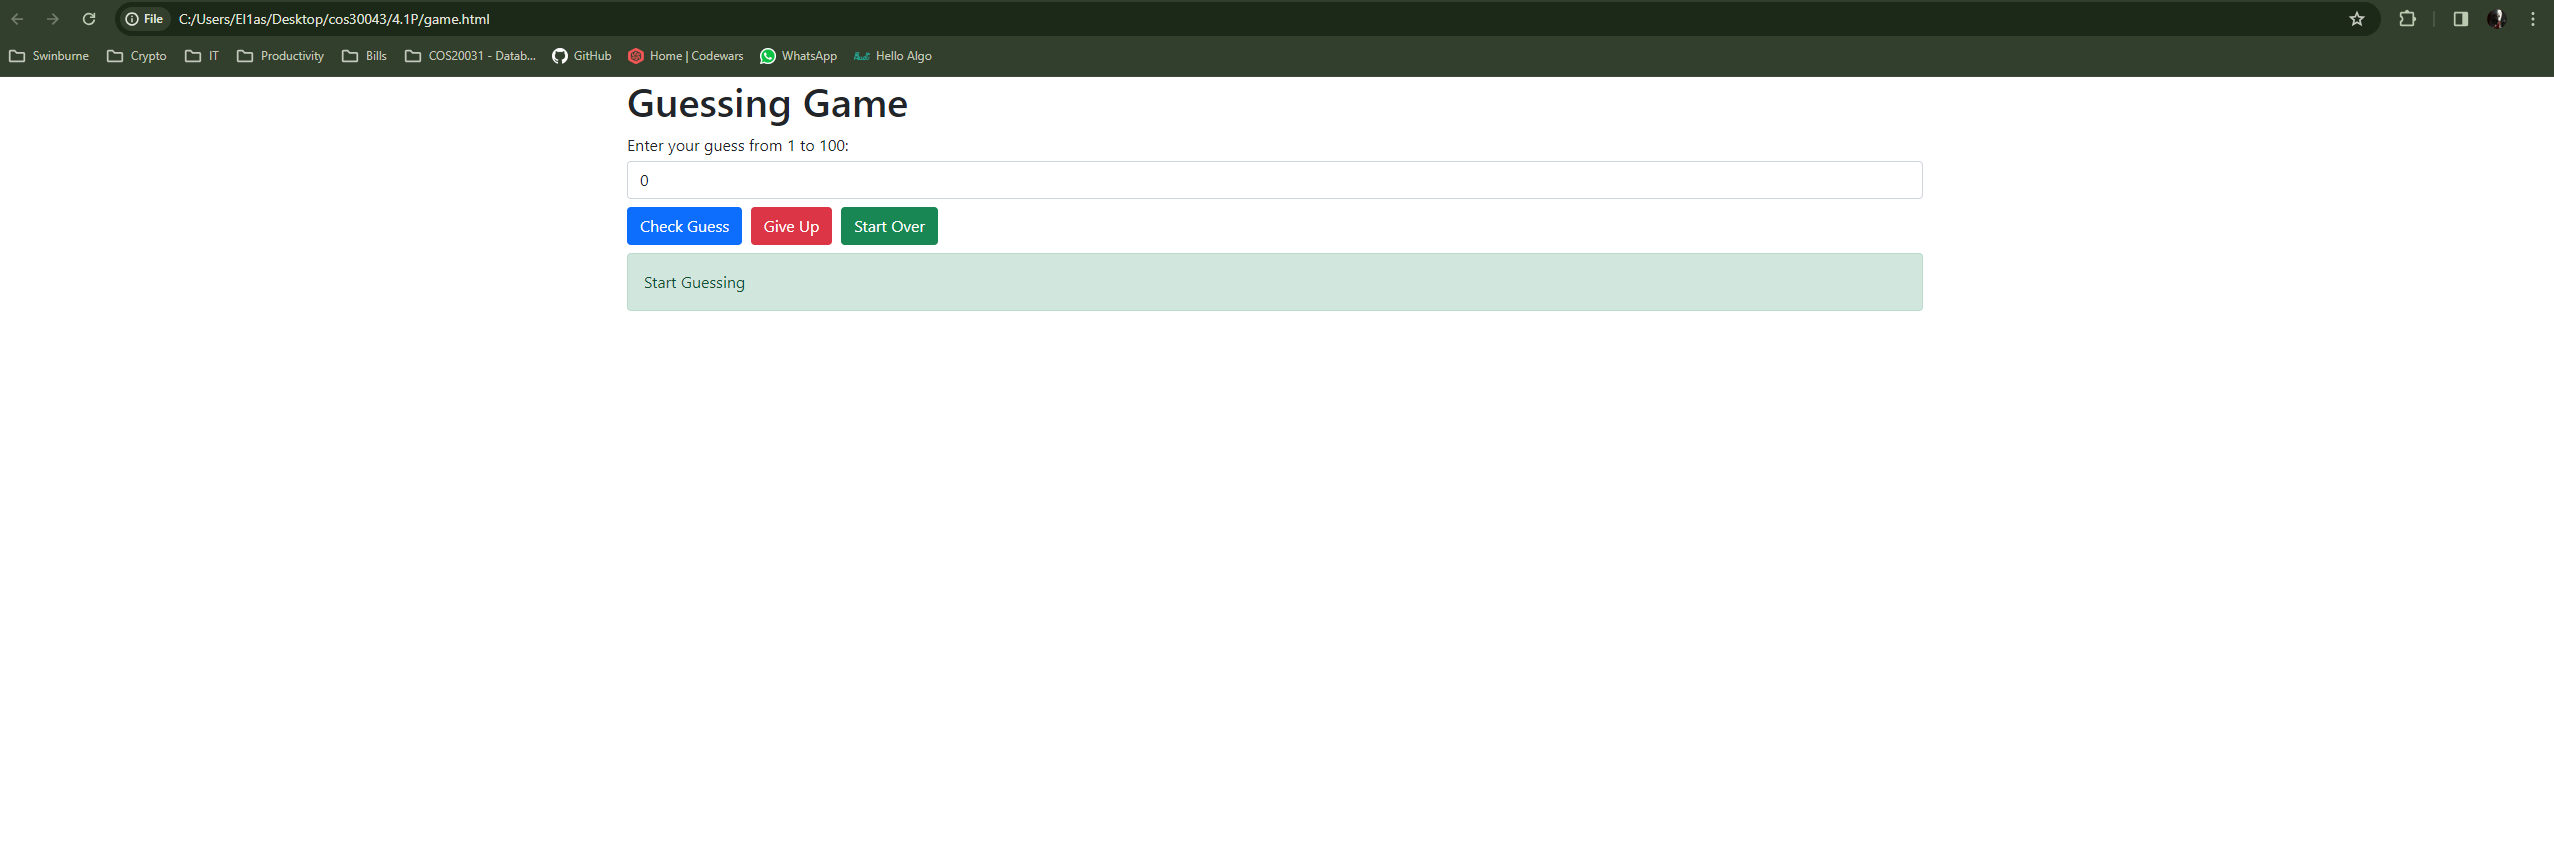 File C:/Users/El1as/Desktop/cos30043/4.1P/game.html
Swinburne Crypto IT Productivity Bills COS20031 - Datab... GitHub Home | Codewars WhatsApp Hello Algo
Guessing Game
Enter your guess from 1 to 100:
0
Check Guess Give Up Start Over
Start Guessing